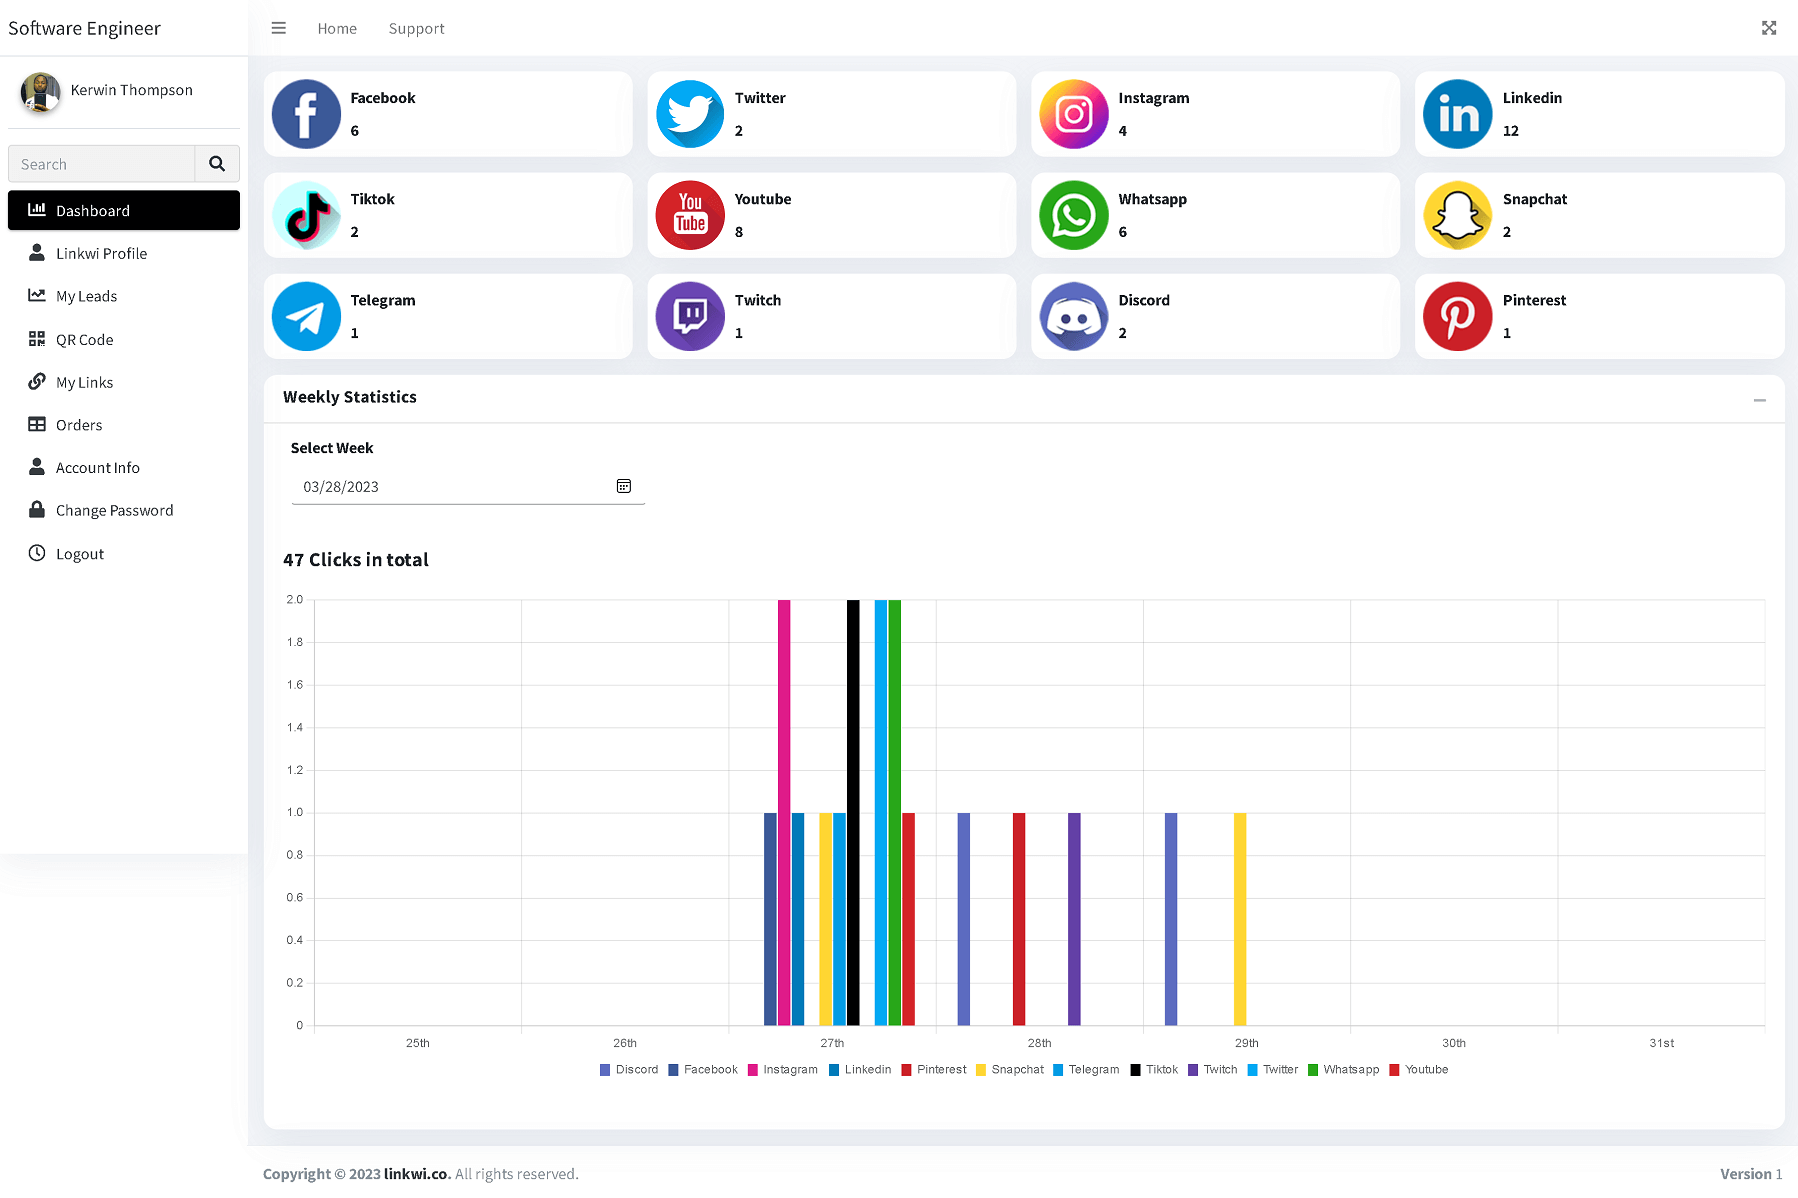 Software Engineer
Home Support
Kerwin Thompson
Search
Dashboard
Linkwi Profile
My Leads
QR Code
My Links
Orders
Account Info
Change Password
Logout
Facebook
6
Twitter
2
Instagram
4
in
Linkedin
12
Tiktok
2
You
Tube
Youtube
8
Whatsapp
6
Snapchat
2
Telegram
1
Twitch
1
Discord
2
Pinterest
1
Weekly Statistics
Select Week
03/28/2023
47 Clicks in total
2.0
1.8
1.6
1.4
1.2
1.0
0.8
0.6
0.4
0.2
0
25th 26th 27th 28th 29th 30th 31st
Discord Facebook Instagram Linkedin Pinterest Snapchat Telegram Tiktok Twitch Twitter Whatsapp Youtube
Copyright © 2023 linkwi.co. All rights reserved.
Version 1